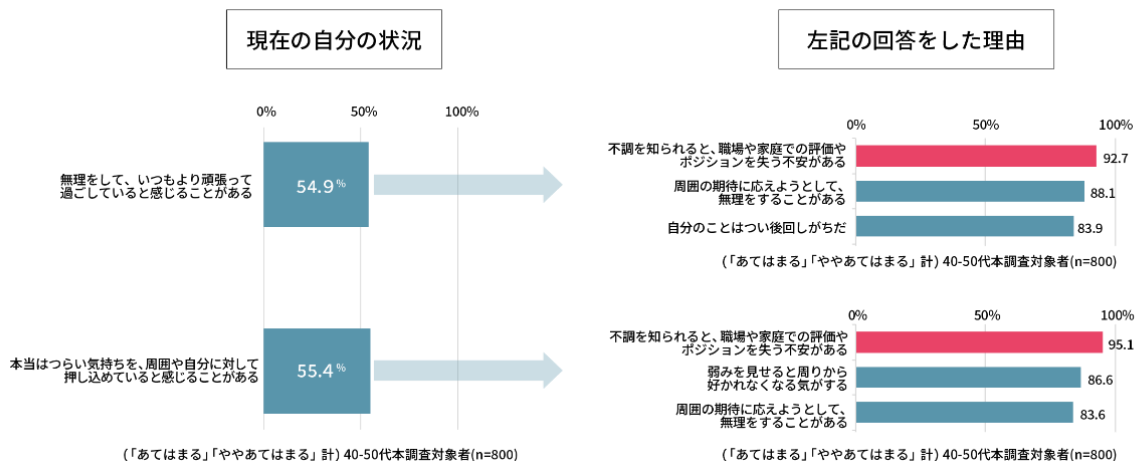 現在の自分の状況
0% 50% 100%
無理をして、いつもより頑張って
過ごしていると感じることがある
54.9%
本当はつらい気持ちを、周囲や自分に対して
押し込めていると感じることがある
55.4%
(「あてはまる」「ややあてはまる」計) 40-50代本調査対象者(n=800)
左記の回答をした理由
0% 50% 100%
不調を知られると、職場や家庭での評価や
ポジションを失う不安がある
92.7
周囲の期待に応えようとして、
無理をすることがある
88.1
自分のことはつい後回しがちだ
83.9
(「あてはまる」「ややあてはまる」計) 40-50代本調査対象者(n=800)
0% 50% 100%
不調を知られると、職場や家庭での評価や
ポジションを失う不安がある
95.1
弱みを見せると周りから
好かれなくなる気がする
86.6
周囲の期待に応えようとして、
無理をすることがある
83.6
(「あてはまる」「ややあてはまる」計) 40-50代本調査対象者(n=800)